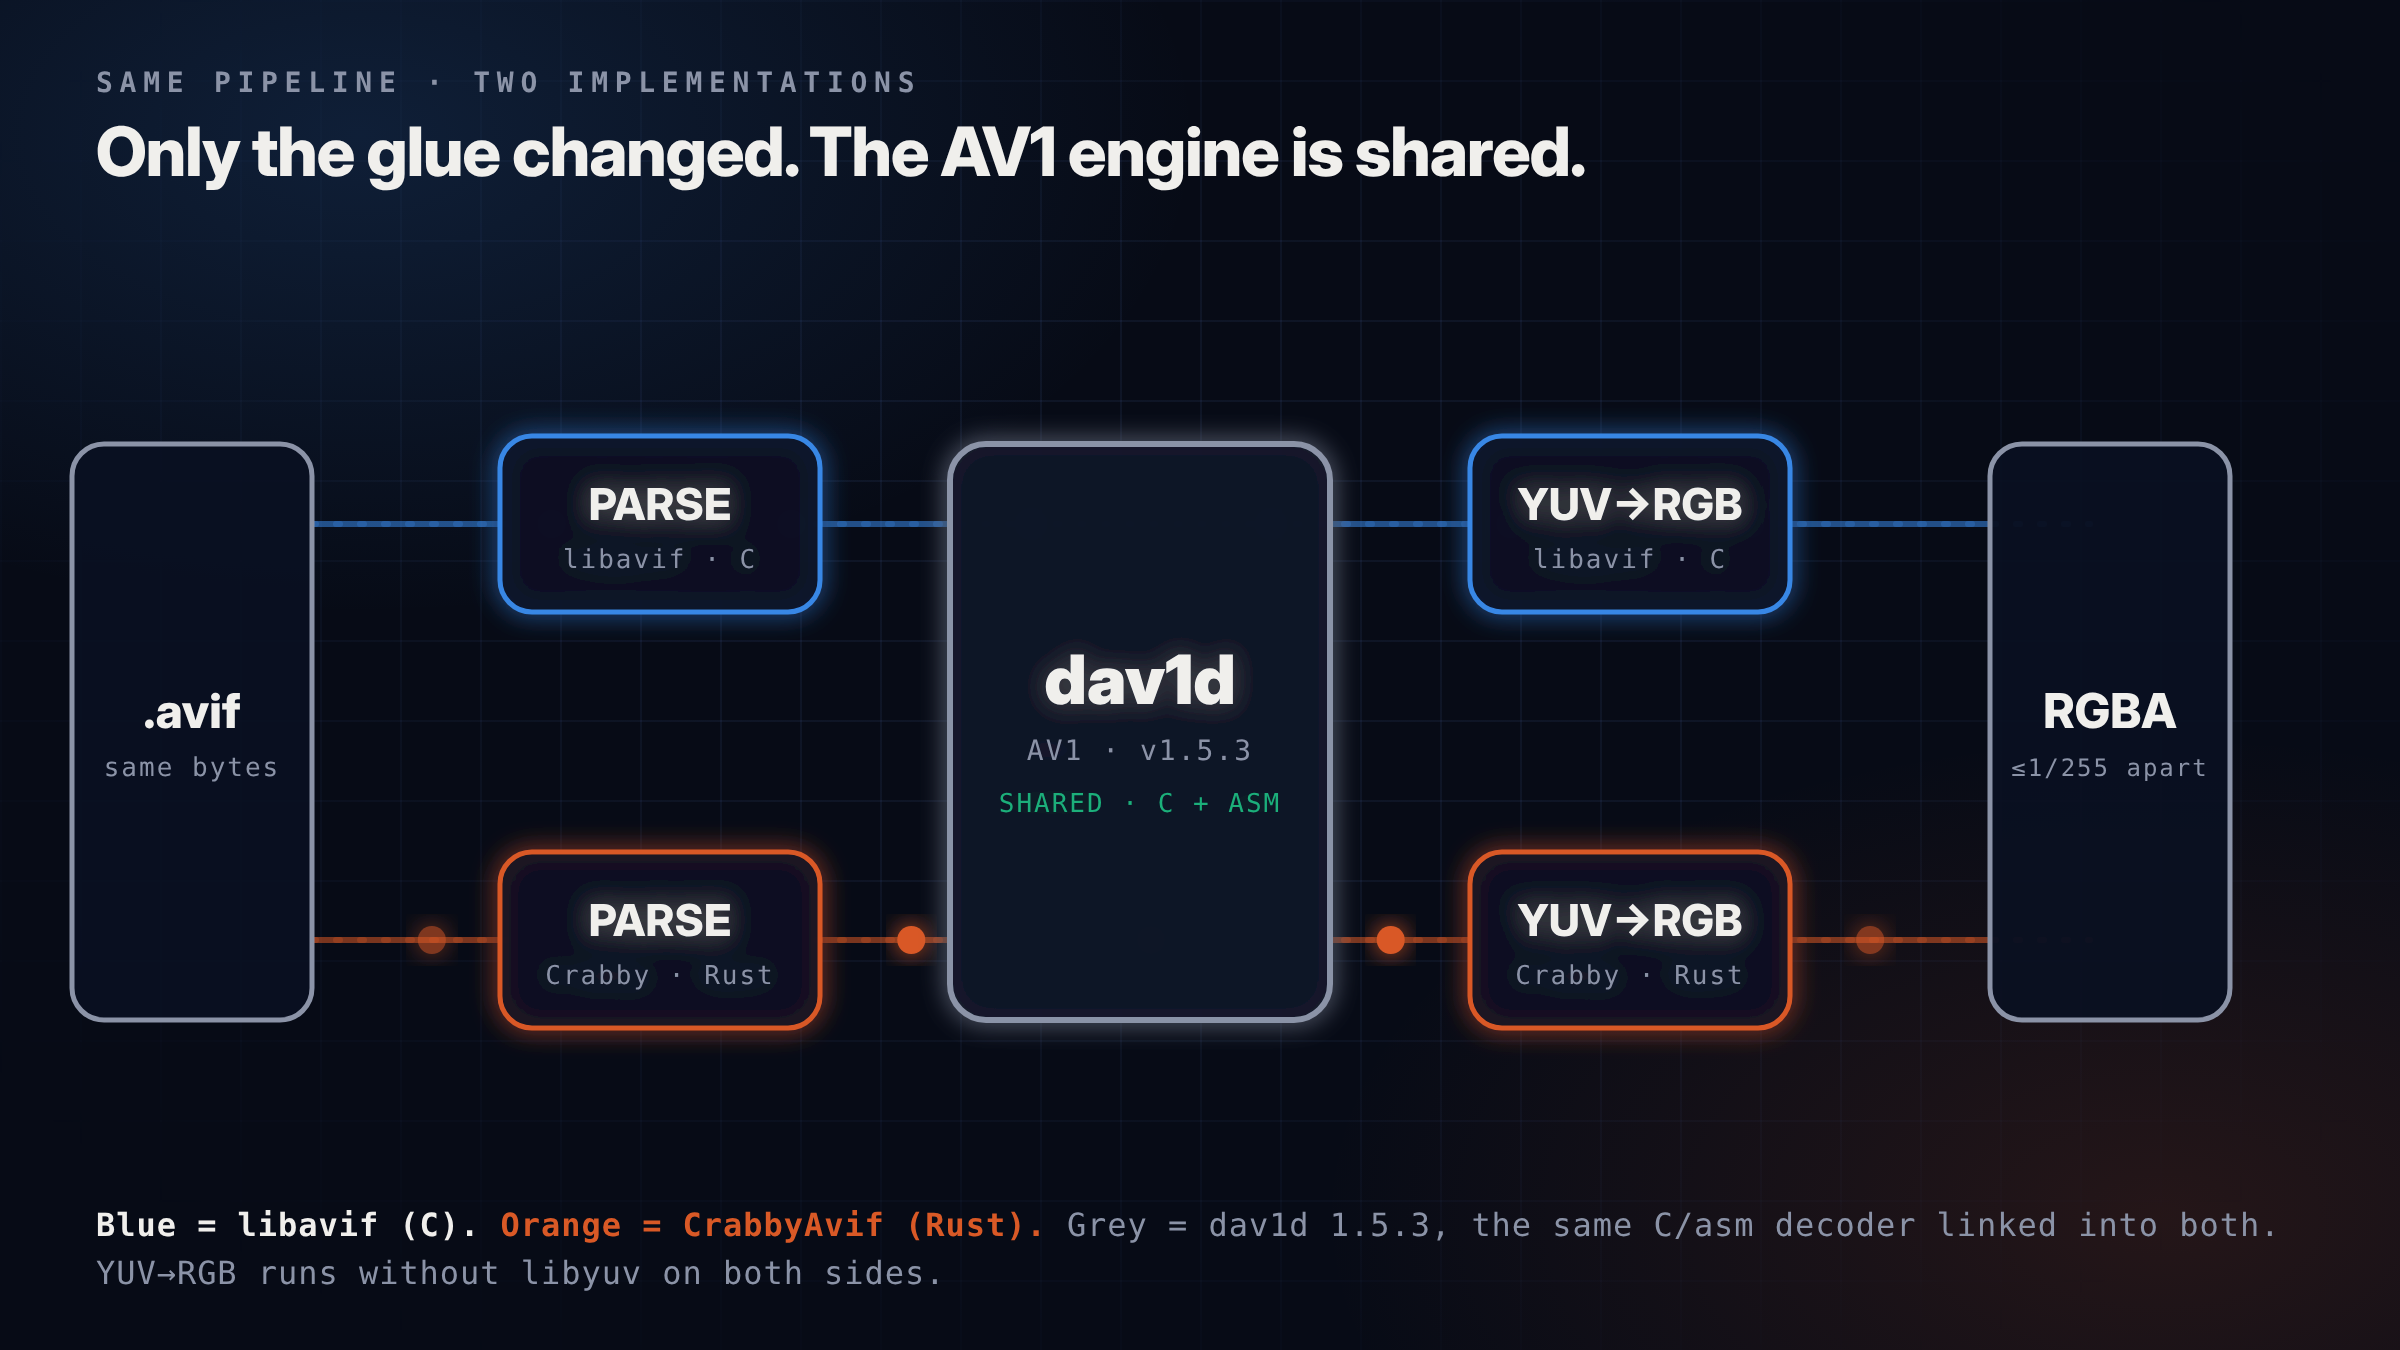 SAME PIPELINE · TWO IMPLEMENTATIONS
Only the glue changed. The AV1 engine is shared.
.avif
same bytes
PARSE
libavif · C
PARSE
Crabby · Rust
dav1d
AV1 · v1.5.3
SHARED · C + ASM
YUV→RGB
libavif · C
YUV→RGB
Crabby · Rust
RGBA
≤1/255 apart
Blue = libavif (C). Orange = CrabbyAvif (Rust). Grey = dav1d 1.5.3, the same C/asm decoder linked into both.
YUV→RGB runs without libyuv on both sides.